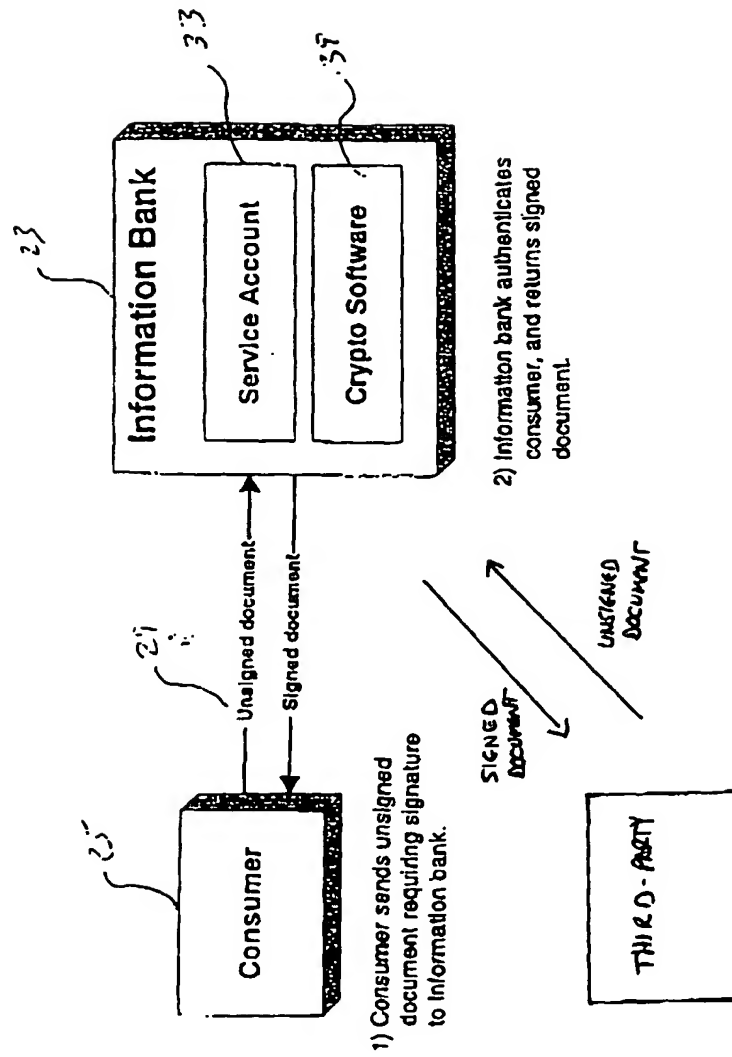 25
Consumer
1) Consumer sends unsigned
document requiring signature
to Information bank.
Unsigned document
Signed document
23
Information Bank
33
Service Account
Crypto Software
2) Information bank authenticates
consumer, and returns signed
document.
SIGNED
DOCUMENT
UNSIGNED
DOCUMENT
THIRD-PARTY